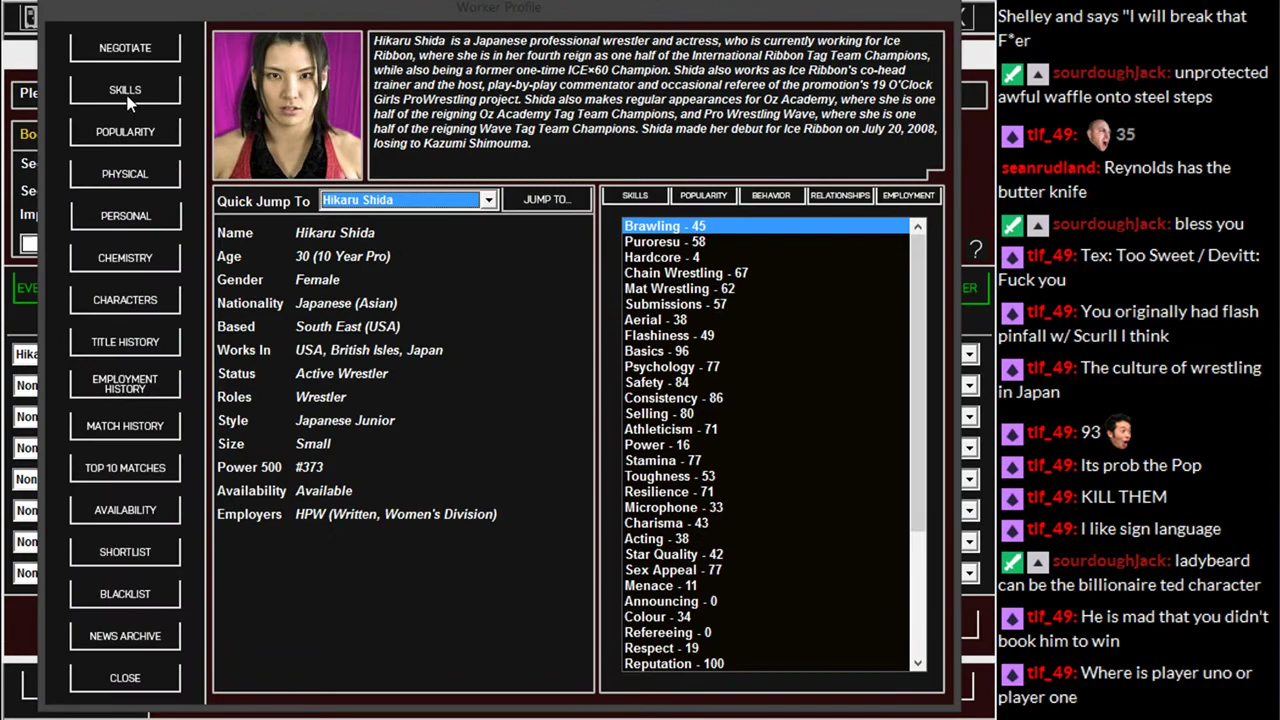 Worker Profile
NEGOTIATE
SKILLS
POPULARITY
PHYSICAL
PERSONAL
CHEMISTRY
CHARACTERS
TITLE HISTORY
EMPLOYMENT
HISTORY
MATCH HISTORY
TOP 10 MATCHES
AVAILABILITY
SHORTLIST
BLACKLIST
NEWS ARCHIVE
CLOSE
Hikaru Shida is a Japanese professional wrestler and actress, who is currently working for Ice
Ribbon, where she is in her fourth reign as one half of the International Ribbon Tag Team Champions,
while also being a former one-time ICE×60 Champion. Shida also works as Ice Ribbon's co-head
trainer and the host, play-by-play commentator and occasional referee of the promotion's 19 O'Clock
Girls ProWrestling project. Shida also makes regular appearances for Oz Academy, where she is one
half of the reigning Oz Academy Tag Team Champions, and Pro Wrestling Wave, where she is one
half of the reigning Wave Tag Team Champions. Shida made her debut for Ice Ribbon on July 20, 2008,
losing to Kazumi Shimouma.
Quick Jump To Hikaru Shida JUMP TO...
Name Hikaru Shida
Age 30 (10 Year Pro)
Gender Female
Nationality Japanese (Asian)
Based South East (USA)
Works In USA, British Isles, Japan
Status Active Wrestler
Roles Wrestler
Style Japanese Junior
Size Small
Power 500 #373
Availability Available
Employers HPW (Written, Women's Division)
SKILLS POPULARITY BEHAVIOR RELATIONSHIPS EMPLOYMENT
Brawling - 45
Puroresu - 58
Hardcore - 4
Chain Wrestling - 67
Mat Wrestling - 62
Submissions - 57
Aerial - 38
Flashiness - 49
Basics - 96
Psychology - 77
Safety - 84
Consistency - 86
Selling - 80
Athleticism - 71
Power - 16
Stamina - 77
Toughness - 53
Resilience - 71
Microphone - 33
Charisma - 43
Acting - 38
Star Quality - 42
Sex Appeal - 77
Menace - 11
Announcing - 0
Colour - 34
Refereeing - 0
Respect - 19
Reputation - 100
?
Shelley and says "I will break that
F*er
sourdoughjack: unprotected
awful waffle onto steel steps
tlf_49: 35
seanrudland: Reynolds has the
butter knife
sourdoughjack: bless you
tlf_49: Tex: Too Sweet / Devitt:
Fuck you
tlf_49: You originally had flash
pinfall w/ Scurll I think
tlf_49: The culture of wrestling
in Japan
tlf_49: 93
tlf_49: Its prob the Pop
tlf_49: KILL THEM
tlf_49: I like sign language
sourdoughjack: ladybeard
can be the billionaire ted character
tlf_49: He is mad that you didn't
book him to win
tlf_49: Where is player uno or
player one